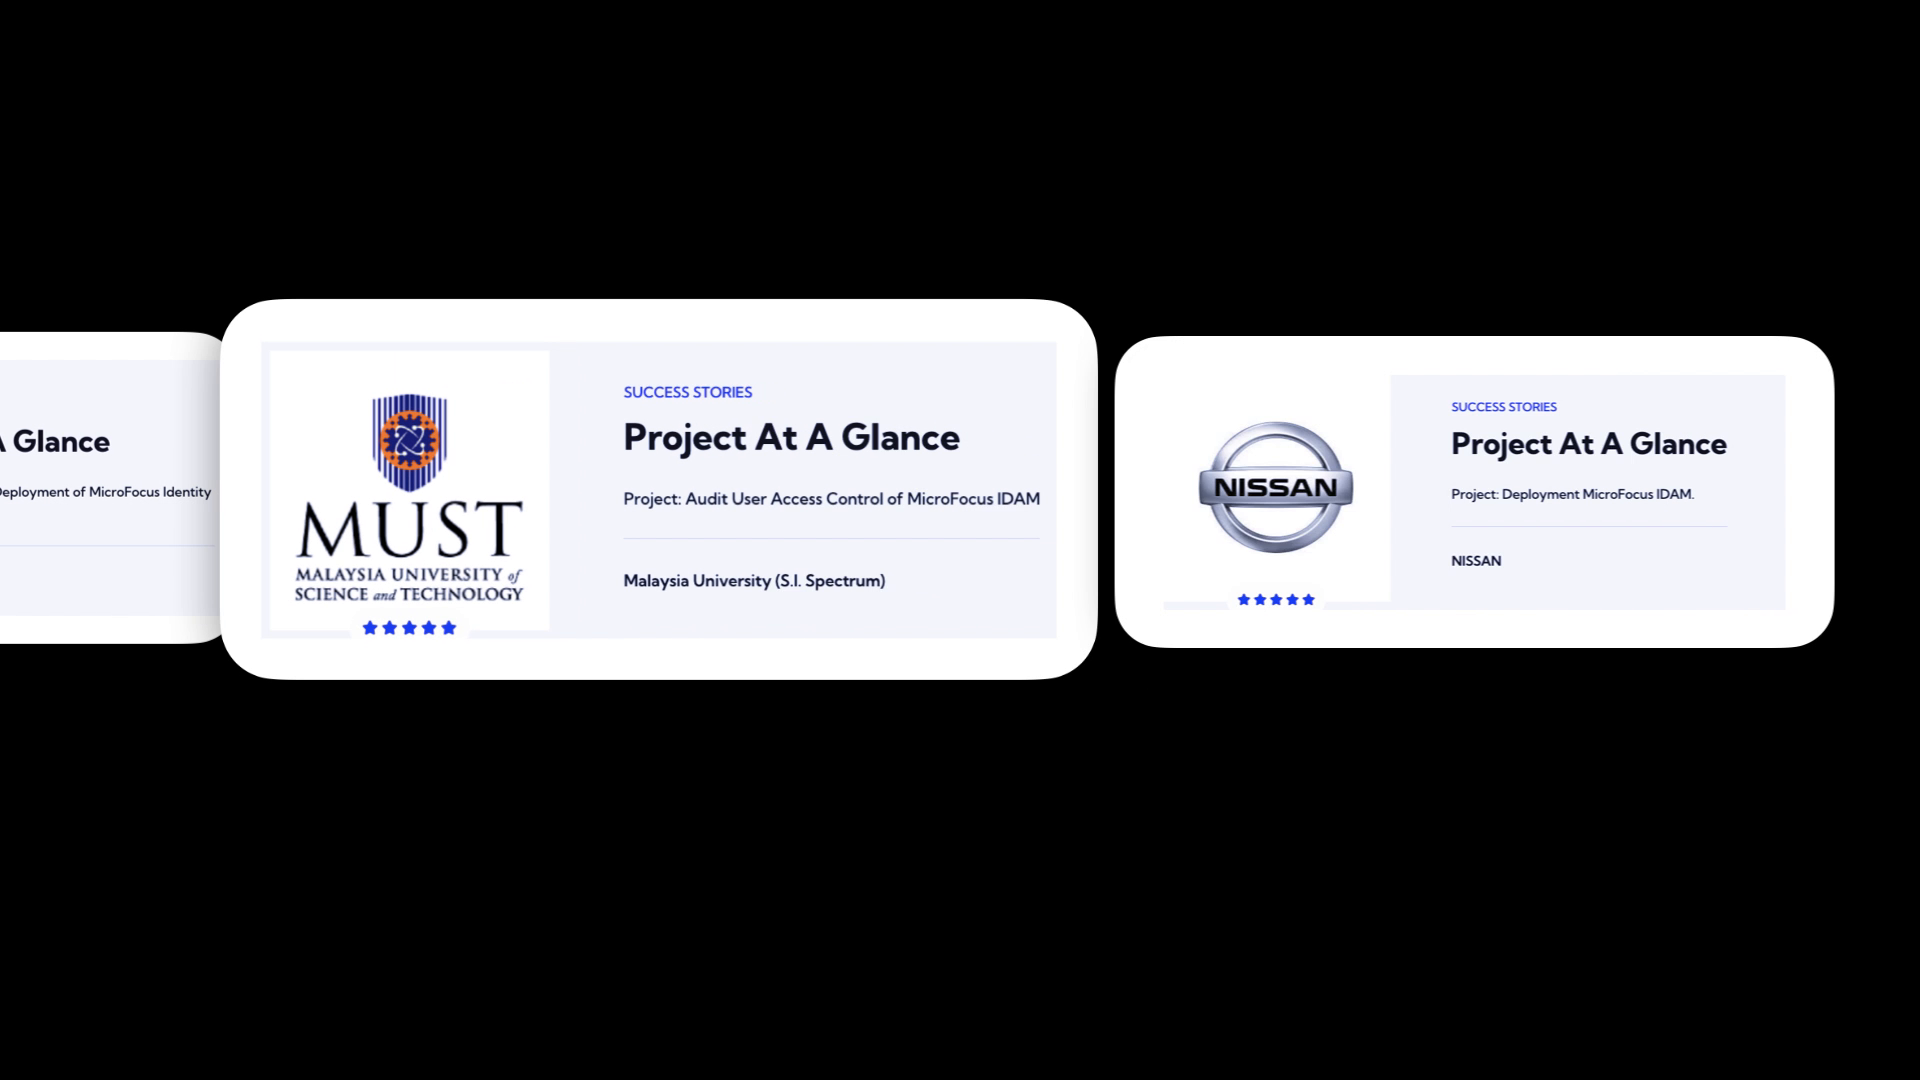 A Glance
Deployment of MicroFocus Identity
MUST
MALAYSIA UNIVERSITY of
SCIENCE and TECHNOLOGY
SUCCESS STORIES
Project At A Glance
Project: Audit User Access Control of MicroFocus IDAM
Malaysia University (S.I. Spectrum)
NISSAN
SUCCESS STORIES
Project At A Glance
Project: Deployment MicroFocus IDAM.
NISSAN